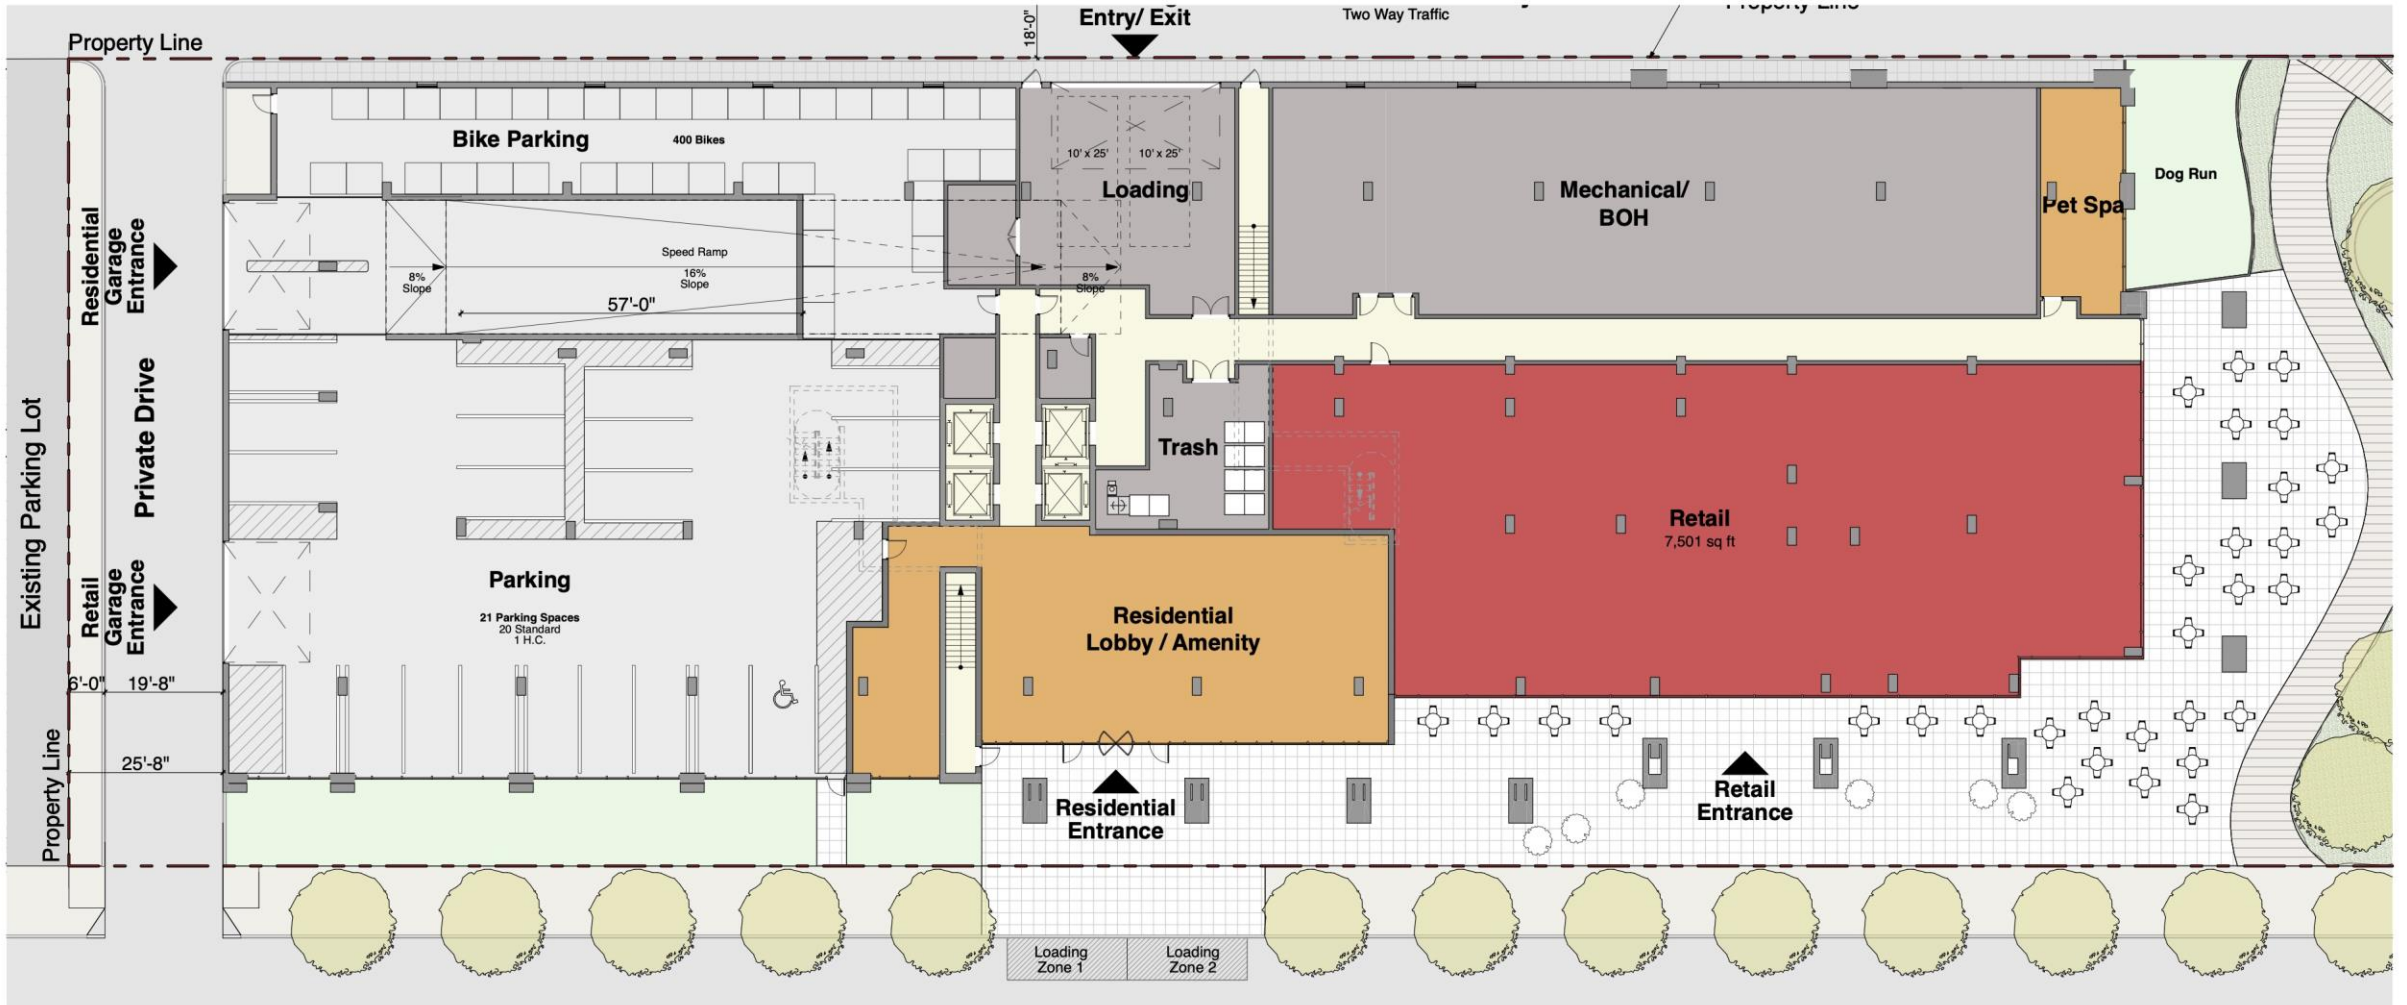 Entry/ Exit
Two Way Traffic
Property Line
18'-0"
Property Line
Bike Parking
400 Bikes
10' x 25'
10' x 25'
Loading
Mechanical/
BOH
Pet Spa
Dog Run
Residential
Garage
Entrance
8%
Slope
Speed Ramp
16%
Slope
57'-0"
8%
Slope
Existing Parking Lot
Private Drive
Trash
Retail
7,501 sq ft
Retail
Garage
Entrance
Parking
21 Parking Spaces
20 Standard
1 H.C.
Residential
Lobby / Amenity
6'-0"
19'-8"
25'-8"
Property Line
Residential
Entrance
Retail
Entrance
Loading
Zone 1
Loading
Zone 2